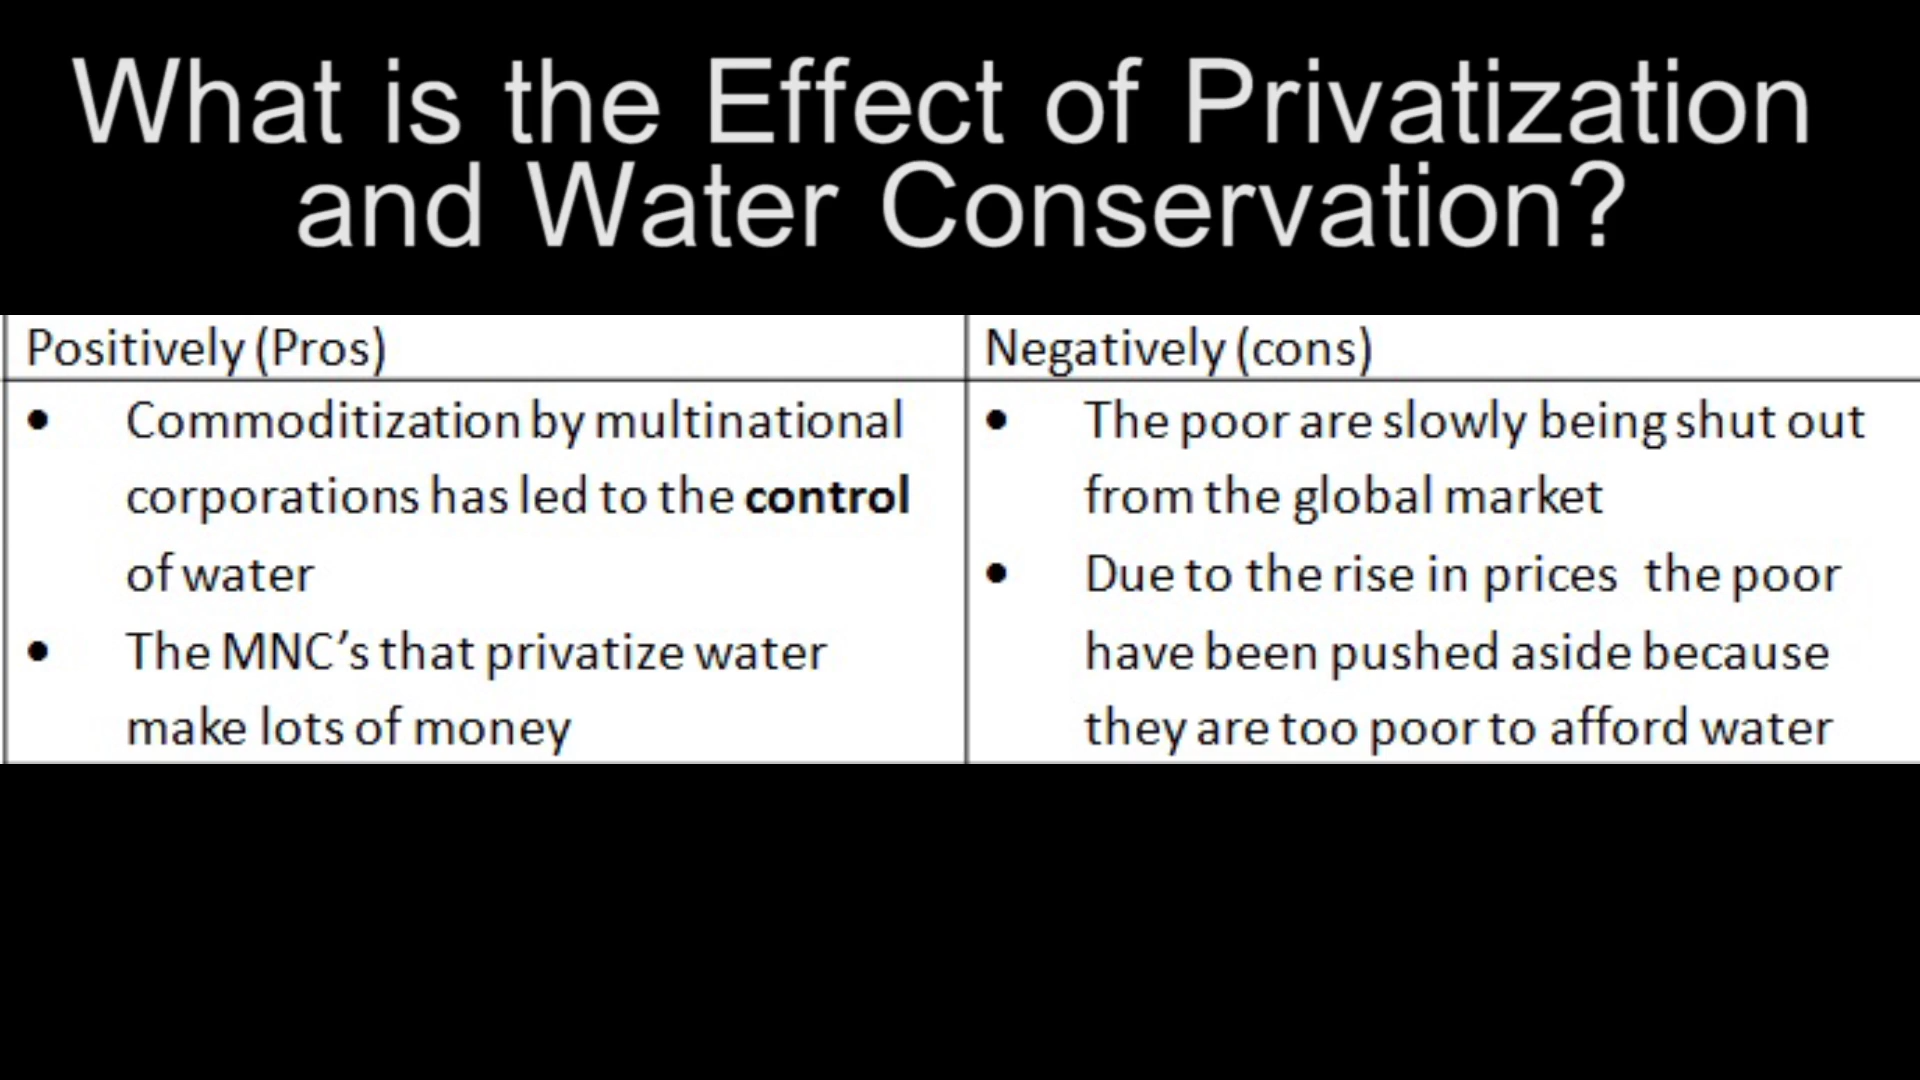 What is the Effect of Privatization
and Water Conservation?
Positively (Pros)
• Commoditization by multinational
corporations has led to the control
of water
• The MNC’s that privatize water
make lots of money
Negatively (cons)
• The poor are slowly being shut out
from the global market
• Due to the rise in prices the poor
have been pushed aside because
they are too poor to afford water